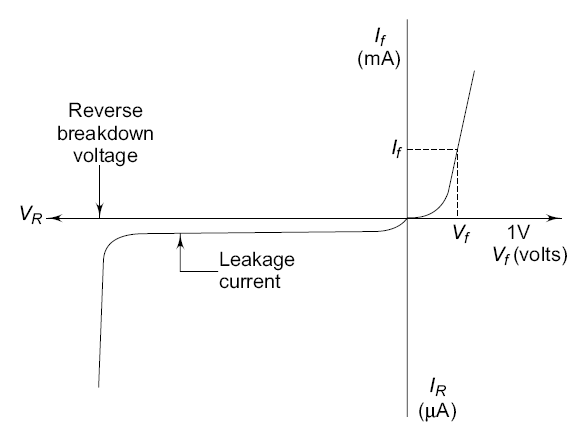 I_f
(mA)
Reverse
breakdown
voltage
I_f
V_R
V_f
1V
V_f (volts)
Leakage
current
I_R
(µA)